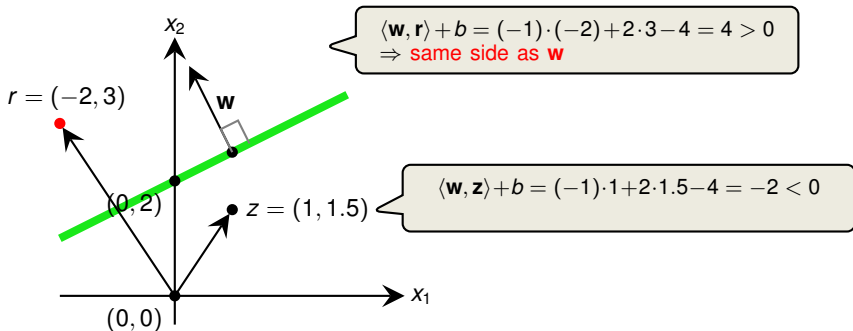 x₂
⟨w, r⟩+b = (−1)·(−2)+2·3−4 = 4 > 0
⇒ same side as w
r = (−2, 3)
w
(0, 2)
z = (1, 1.5)
⟨w, z⟩+b = (−1)·1+2·1.5−4 = −2 < 0
x₁
(0, 0)